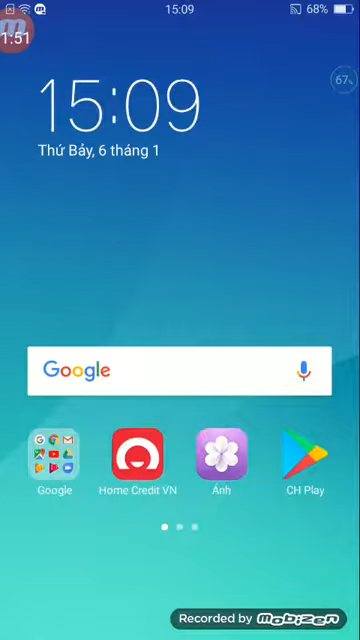 15:09
68%
1:51
67%
15:09
Thứ Bảy, 6 tháng 1
Google
Google
Home Credit VN
Ảnh
CH Play
Recorded by mobizen